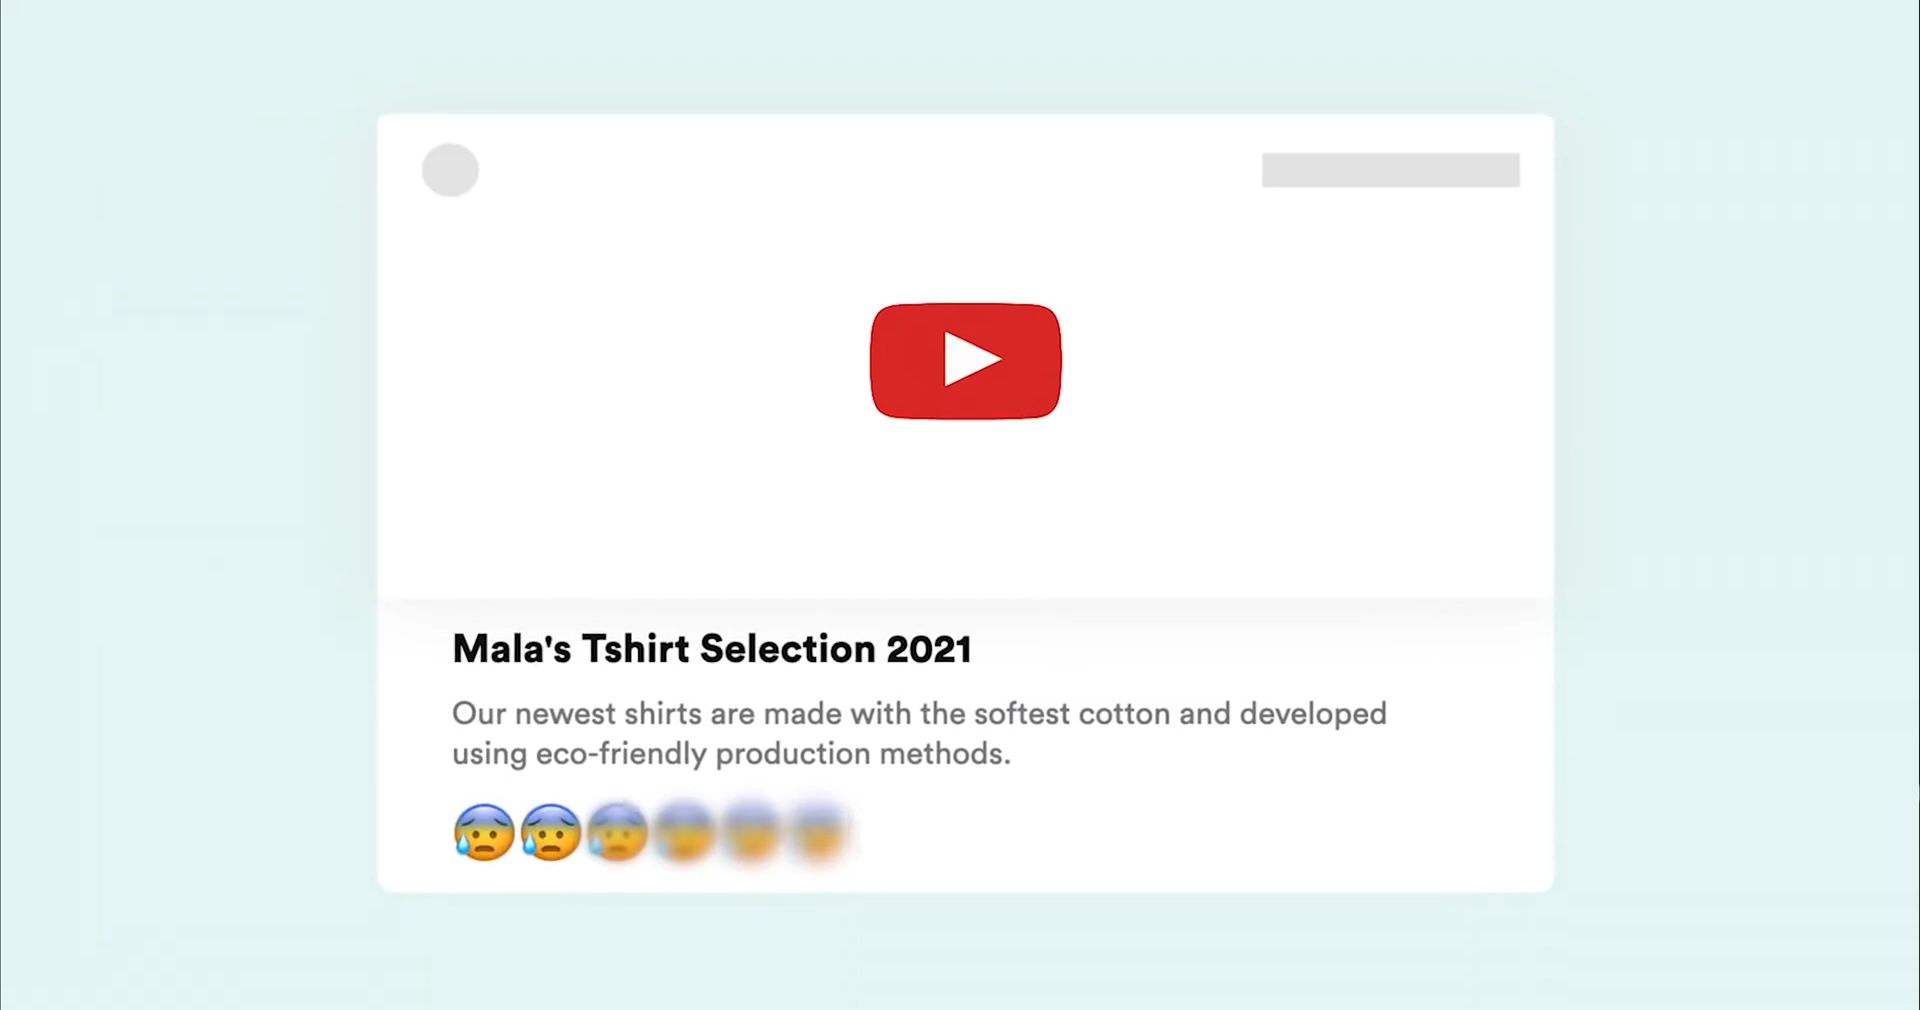 Mala's Tshirt Selection 2021
Our newest shirts are made with the softest cotton and developed
using eco-friendly production methods.